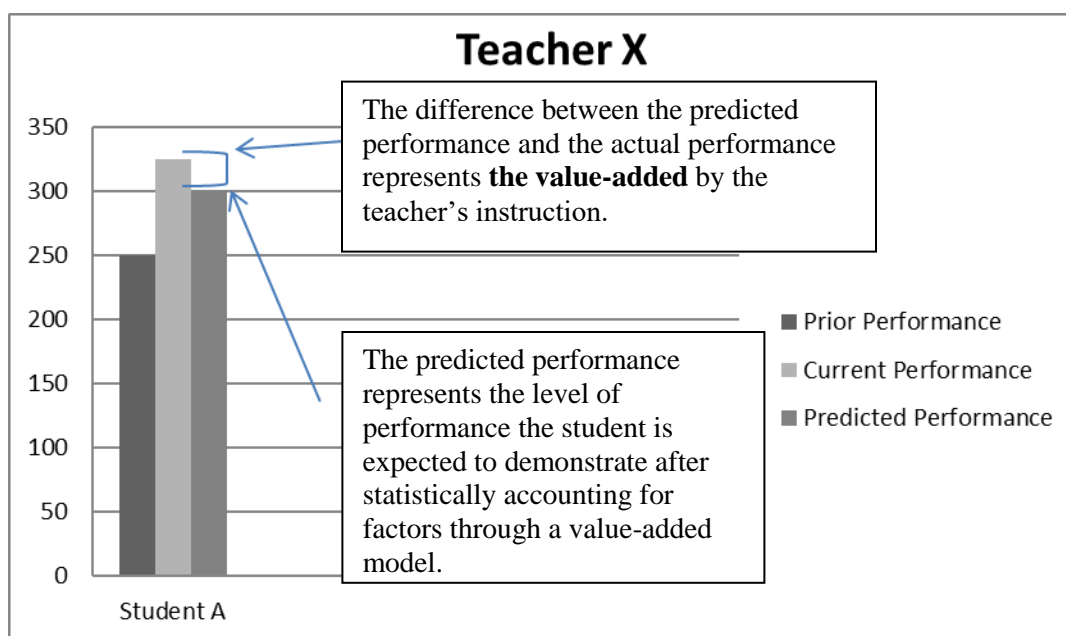 Teacher X
The difference between the predicted
performance and the actual performance
represents the value-added by the
teacher’s instruction.
350
300
250
200
150
100
50
0
The predicted performance
represents the level of
performance the student is
expected to demonstrate after
statistically accounting for
factors through a value-added
model.
Prior Performance
Current Performance
Predicted Performance
Student A